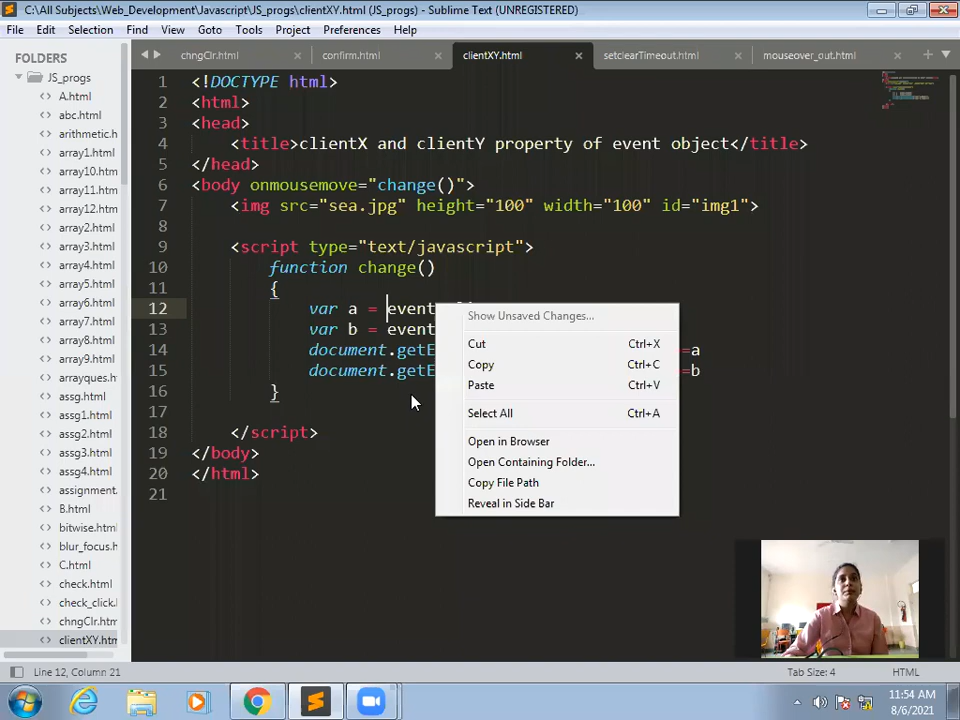 C:\All Subjects\Web_Development\Javascript\JS_progs\clientXY.html (JS_progs) - Sublime Text (UNREGISTERED)
File Edit Selection Find View Goto Tools Project Preferences Help
FOLDERS
JS_progs
A.html
abc.html
arithmetic.h
array1.html
array10.htm
array11.htm
array12.htm
array2.html
array3.html
array4.html
array5.html
array6.html
array7.html
array8.html
array9.html
arrayques.ht
assg.html
assg1.html
assg2.html
assg3.html
assg4.html
assignment.
B.html
bitwise.html
blur_focus.h
C.html
check.html
check_click.
chngClr.htm
clientXY.htm
chngClr.html
confirm.html
clientXY.html
setclearTimeout.html
mouseover_out.html
1 <!DOCTYPE html>
2 <html>
3 <head>
4 <title>clientX and clientY property of event object</title>
5 </head>
6 <body onmousemove="change()">
7 <img src="sea.jpg" height="100" width="100" id="img1">
8
9 <script type="text/javascript">
10 function change()
11 {
12 var a = event
13 var b = event
14 document.getE =a
15 document.getE =b
16 }
17
18 </script>
19 </body>
20 </html>
21
Show Unsaved Changes...
Cut Ctrl+X
Copy Ctrl+C
Paste Ctrl+V
Select All Ctrl+A
Open in Browser
Open Containing Folder...
Copy File Path
Reveal in Side Bar
Line 12, Column 21
Tab Size: 4
HTML
11:54 AM
8/6/2021